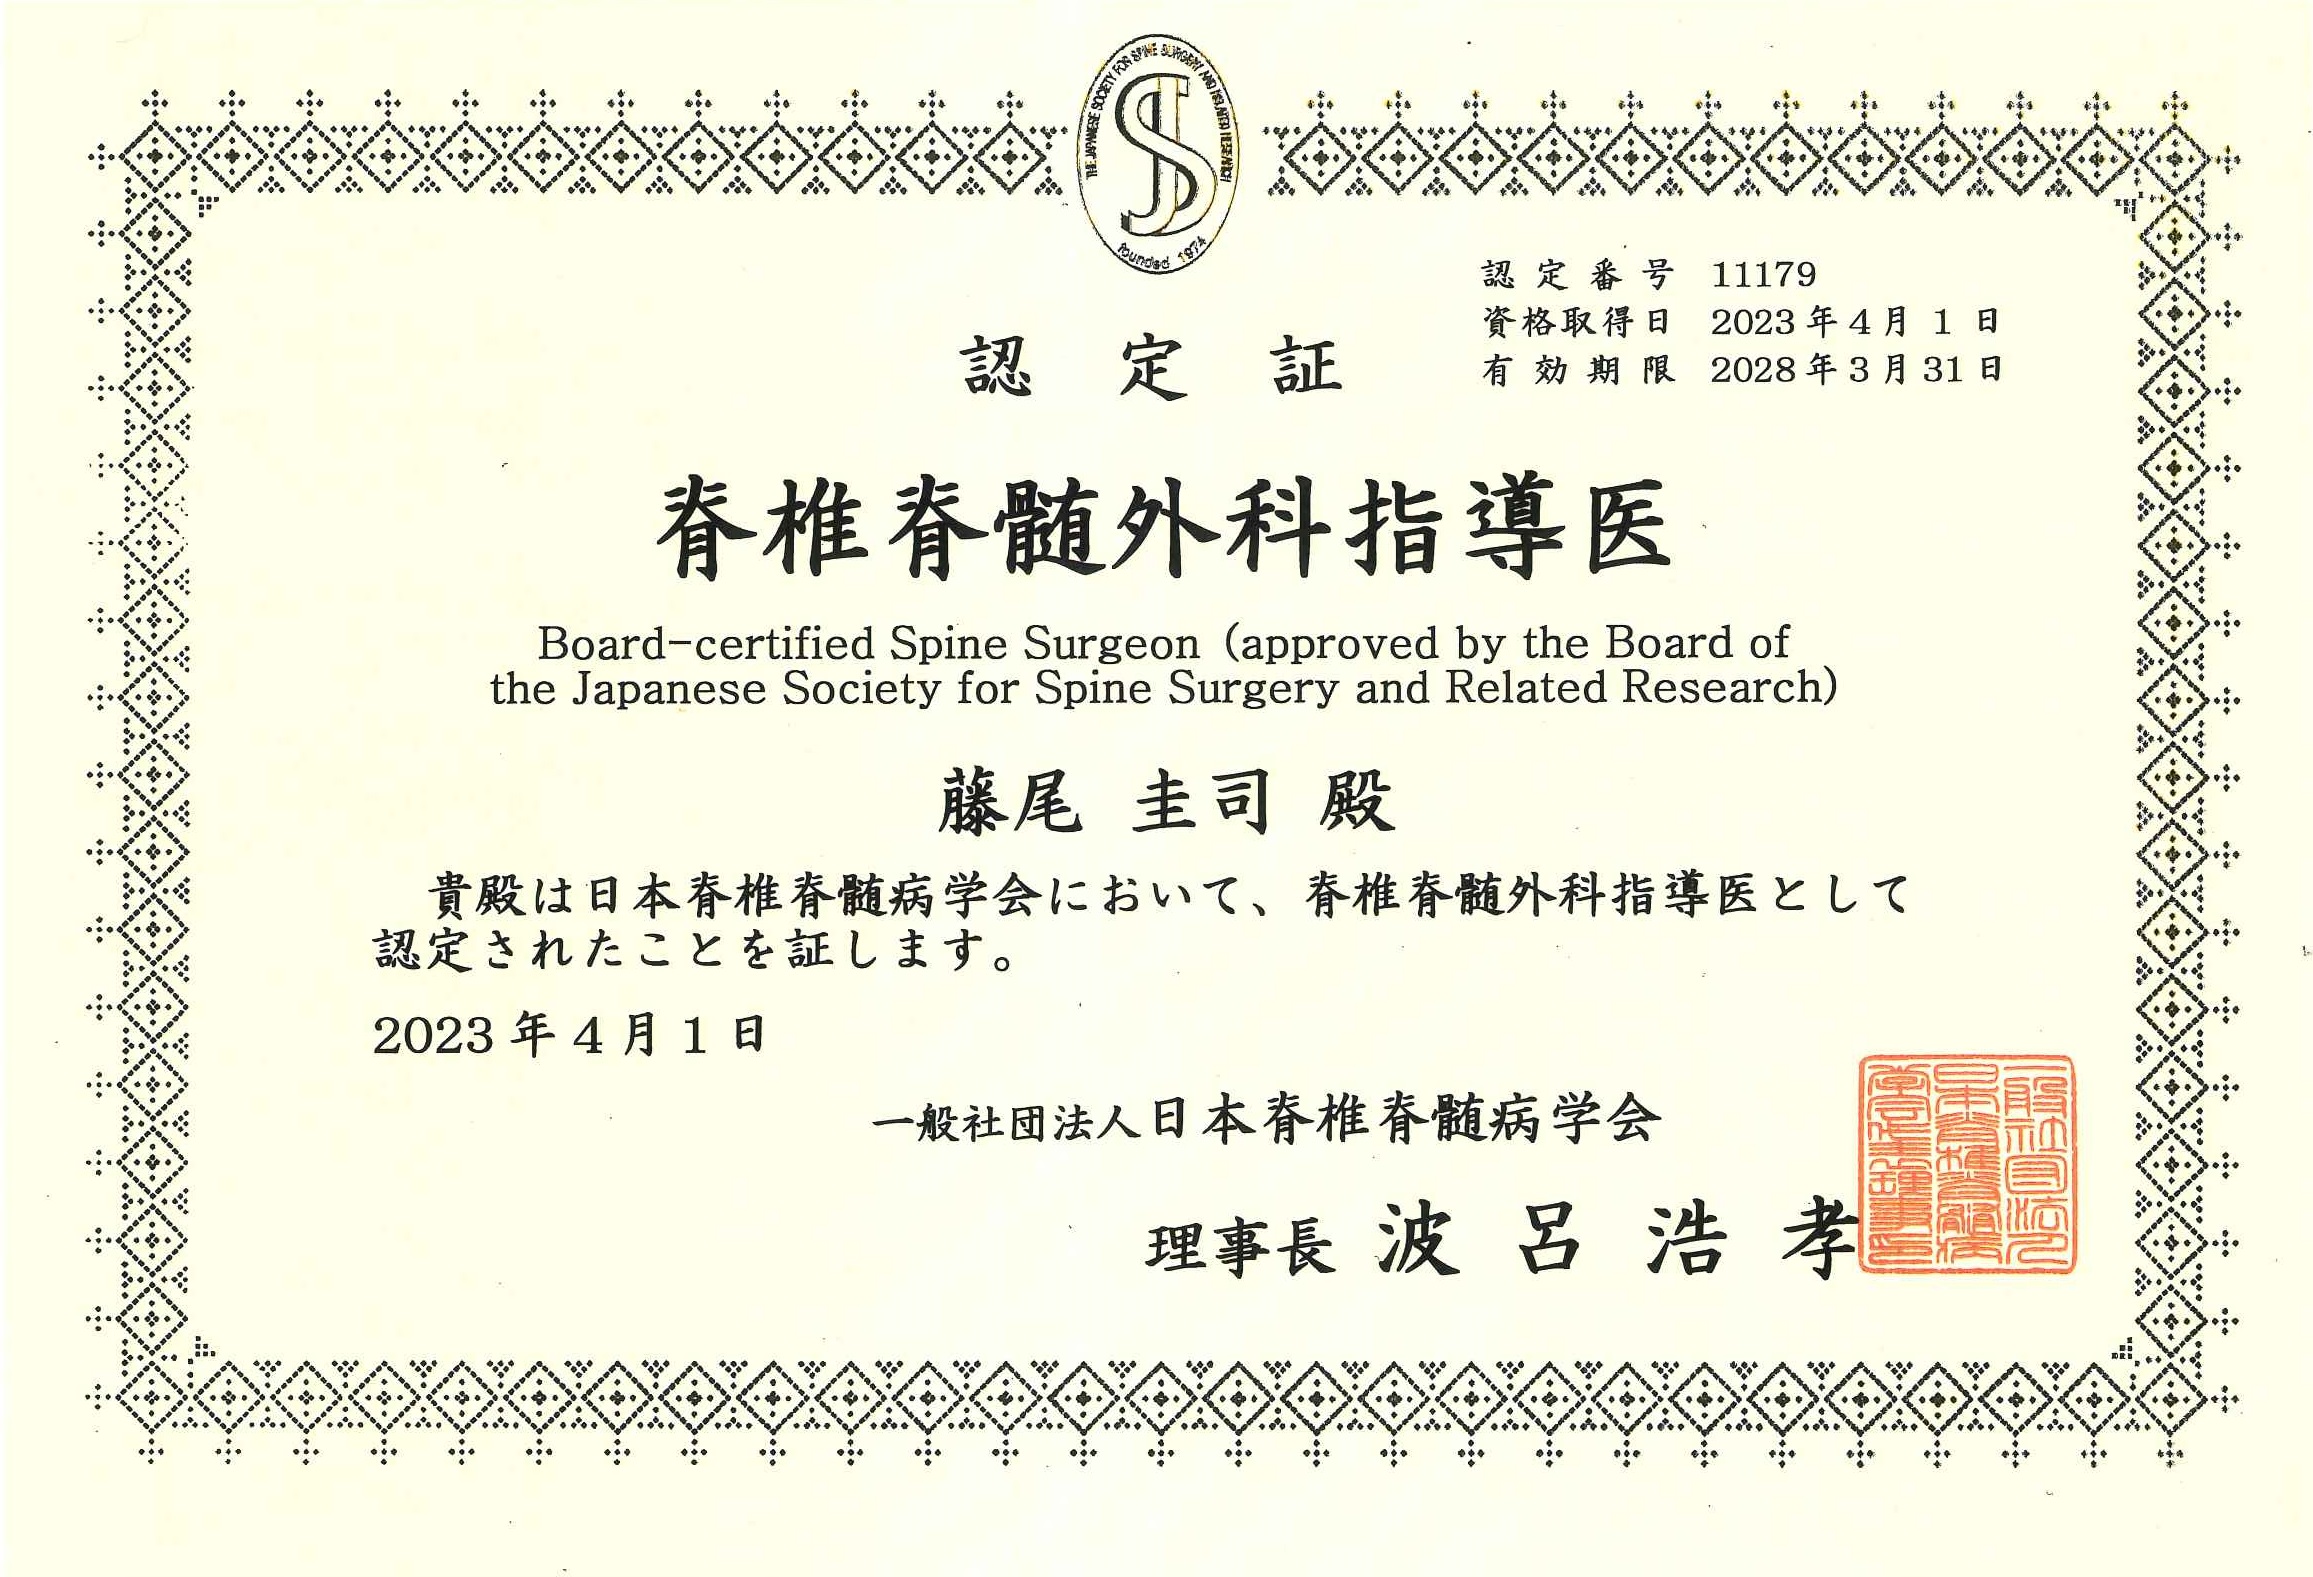 THE JAPANESE SOCIETY FOR SPINE SURGERY AND RELATED RESEARCH
founded 1974
認定番号 11179
資格取得日 2023年4月1日
有効期限 2028年3月31日
認定証
脊椎脊髄外科指導医
Board-certified Spine Surgeon (approved by the Board of
the Japanese Society for Spine Surgery and Related Research)
藤尾 圭司 殿
貴殿は日本脊椎脊髄病学会において、脊椎脊髄外科指導医として
認定されたことを証します。
2023年4月1日
一般社団法人日本脊椎脊髄病学会
理事長 波呂浩孝